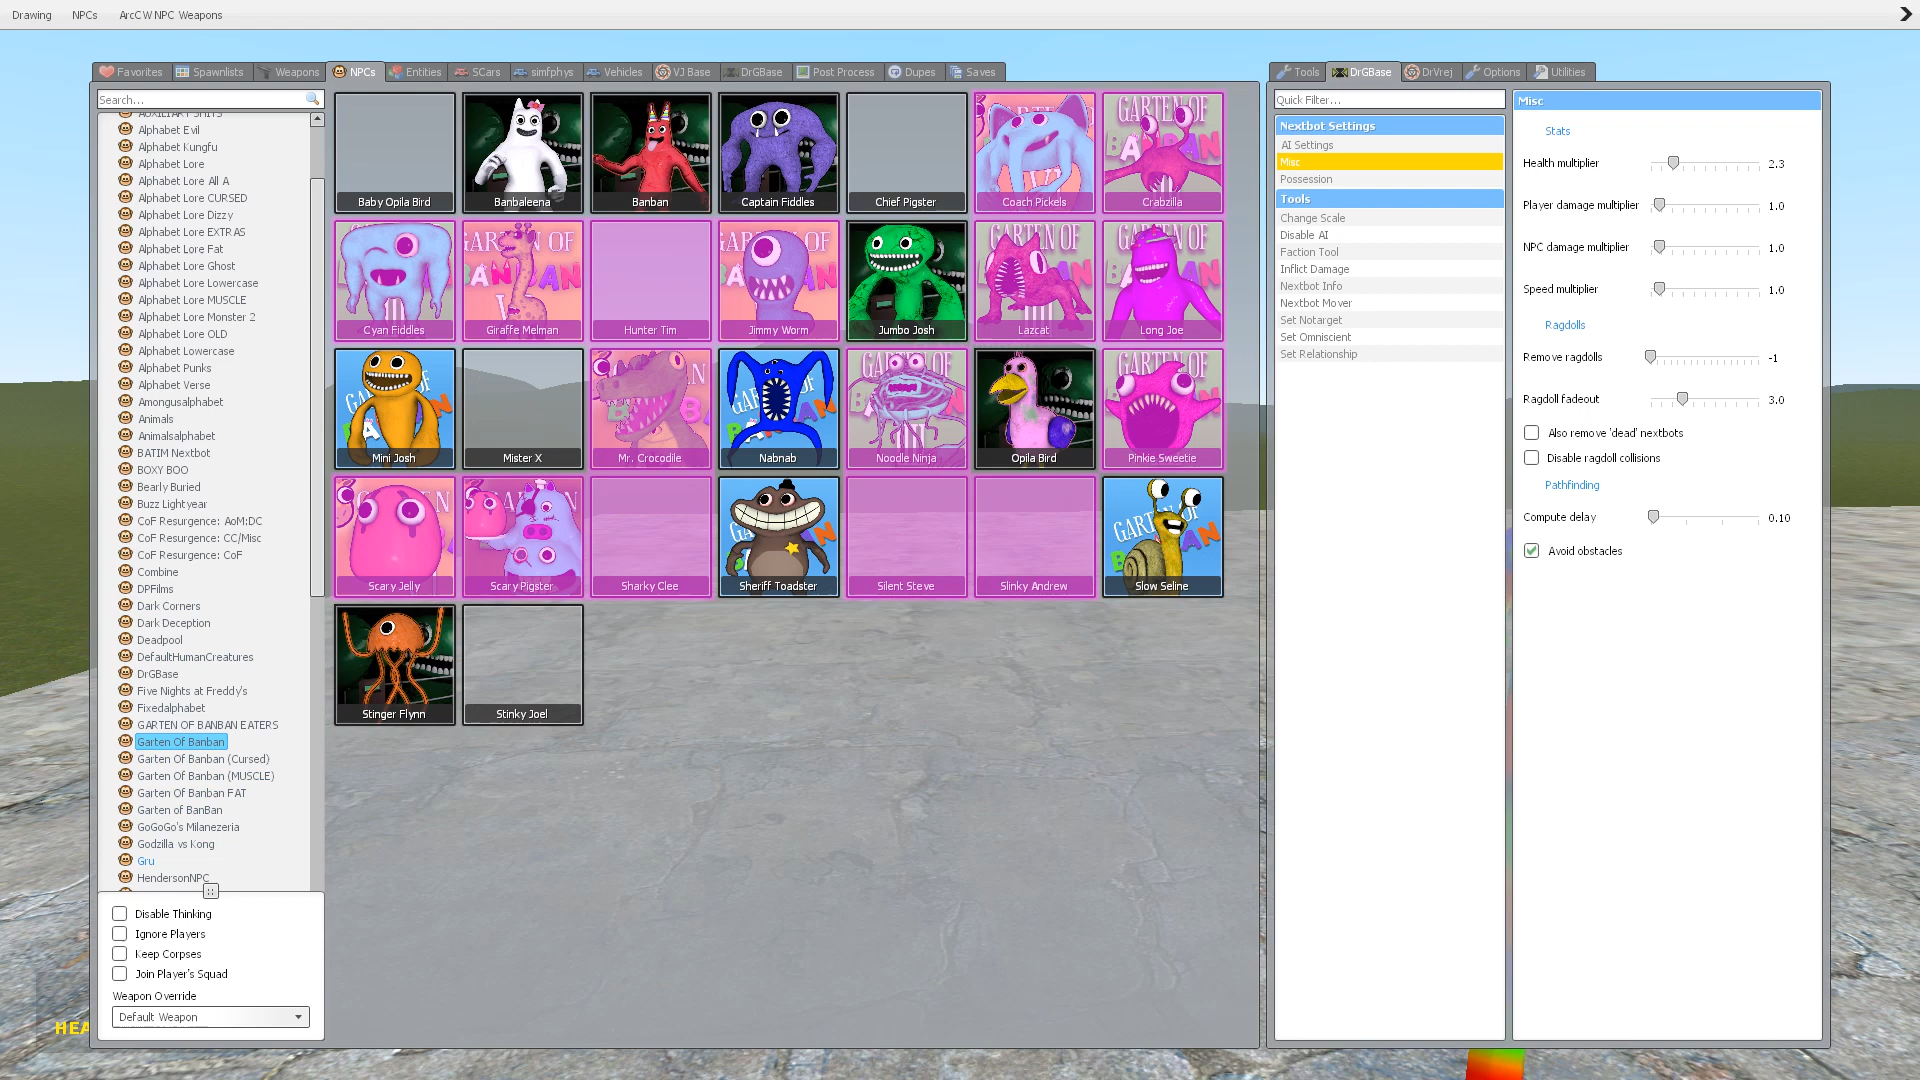 Drawing NPCs ArcCW NPC Weapons
Favorites Spawnlists Weapons NPCs Entities SCars simfphys Vehicles VJ Base DrGBase Post Process Dupes Saves
Search...
AUXILIARY SHITS
Alphabet Evil
Alphabet Kungfu
Alphabet Lore
Alphabet Lore All A
Alphabet Lore CURSED
Alphabet Lore Dizzy
Alphabet Lore EXTRAS
Alphabet Lore Fat
Alphabet Lore Ghost
Alphabet Lore Lowercase
Alphabet Lore MUSCLE
Alphabet Lore Monster 2
Alphabet Lore OLD
Alphabet Lowercase
Alphabet Punks
Alphabet Verse
Amongusalphabet
Animals
Animalsalphabet
BATIM Nextbot
BOXY BOO
Bearly Buried
Buzz Lightyear
CoF Resurgence: AoM:DC
CoF Resurgence: CC/Misc
CoF Resurgence: CoF
Combine
DPFilms
Dark Corners
Dark Deception
Deadpool
DefaultHumanCreatures
DrGBase
Five Nights at Freddy's
Fixedalphabet
GARTEN OF BANBAN EATERS
Garten Of Banban
Garten Of Banban (Cursed)
Garten Of Banban (MUSCLE)
Garten Of Banban FAT
Garten of BanBan
GoGoGo's Milanezeria
Godzilla vs Kong
Gru
HendersonNPC
Disable Thinking
Ignore Players
Keep Corpses
Join Player's Squad
Weapon Override
Default Weapon
HEA
Baby Opila Bird Banbaleena Banban Captain Fiddles Chief Pigster Coach Pickels Crabzilla
Cyan Fiddles Giraffe Melman Hunter Tim Jimmy Worm Jumbo Josh Lazcat Long Joe
Mini Josh Mister X Mr. Crocodile Nabnab Noodle Ninja Opila Bird Pinkie Sweetie
Scary Jelly Scary Pigster Sharky Clee Sheriff Toadster Silent Steve Slinky Andrew Slow Seline
Stinger Flynn Stinky Joel
Tools DrGBase DrVrej Options Utilities
Quick Filter...
Nextbot Settings
AI Settings
Misc
Possession
Tools
Change Scale
Disable AI
Faction Tool
Inflict Damage
Nextbot Info
Nextbot Mover
Set Notarget
Set Omniscient
Set Relationship
Misc
Stats
Health multiplier 2.3
Player damage multiplier 1.0
NPC damage multiplier 1.0
Speed multiplier 1.0
Ragdolls
Remove ragdolls -1
Ragdoll fadeout 3.0
Also remove 'dead' nextbots
Disable ragdoll collisions
Pathfinding
Compute delay 0.10
Avoid obstacles